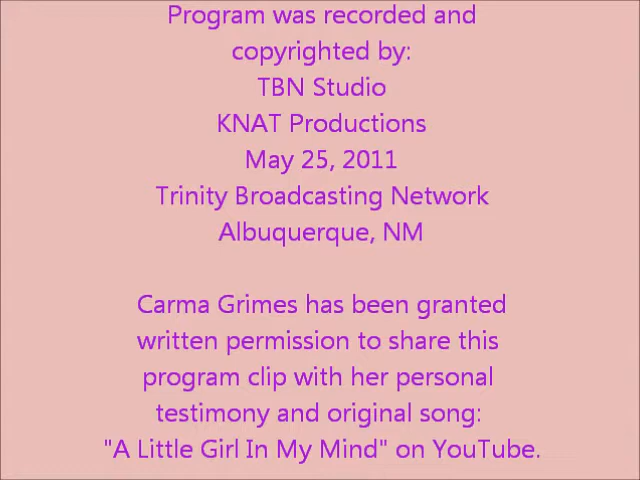 Program was recorded and
copyrighted by:
TBN Studio
KNAT Productions
May 25, 2011
Trinity Broadcasting Network
Albuquerque, NM
Carma Grimes has been granted
written permission to share this
program clip with her personal
testimony and original song:
"A Little Girl In My Mind" on YouTube.